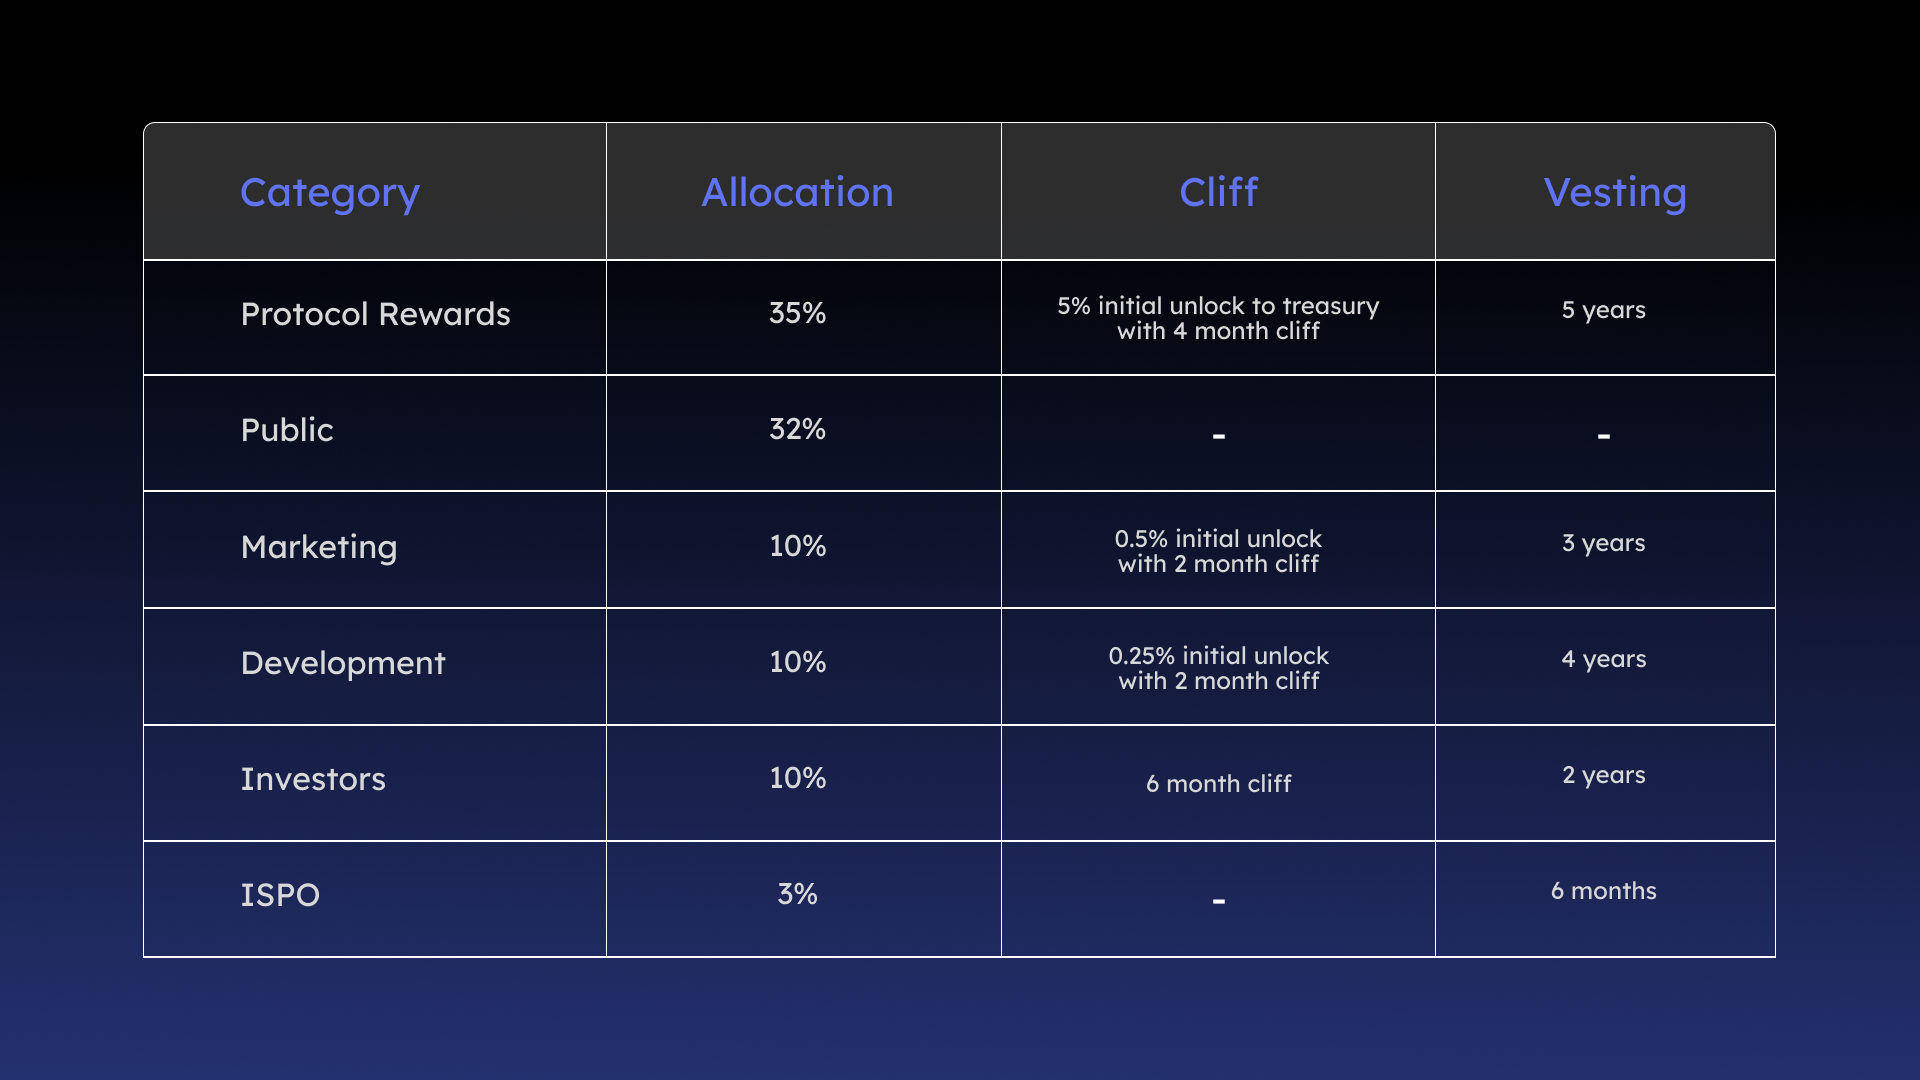 Category Allocation Cliff Vesting
Protocol Rewards 35% 5% initial unlock to treasury 5 years
with 4 month cliff
Public 32% - -
Marketing 10% 0.5% initial unlock 3 years
with 2 month cliff
Development 10% 0.25% initial unlock 4 years
with 2 month cliff
Investors 10% 6 month cliff 2 years
ISPO 3% - 6 months